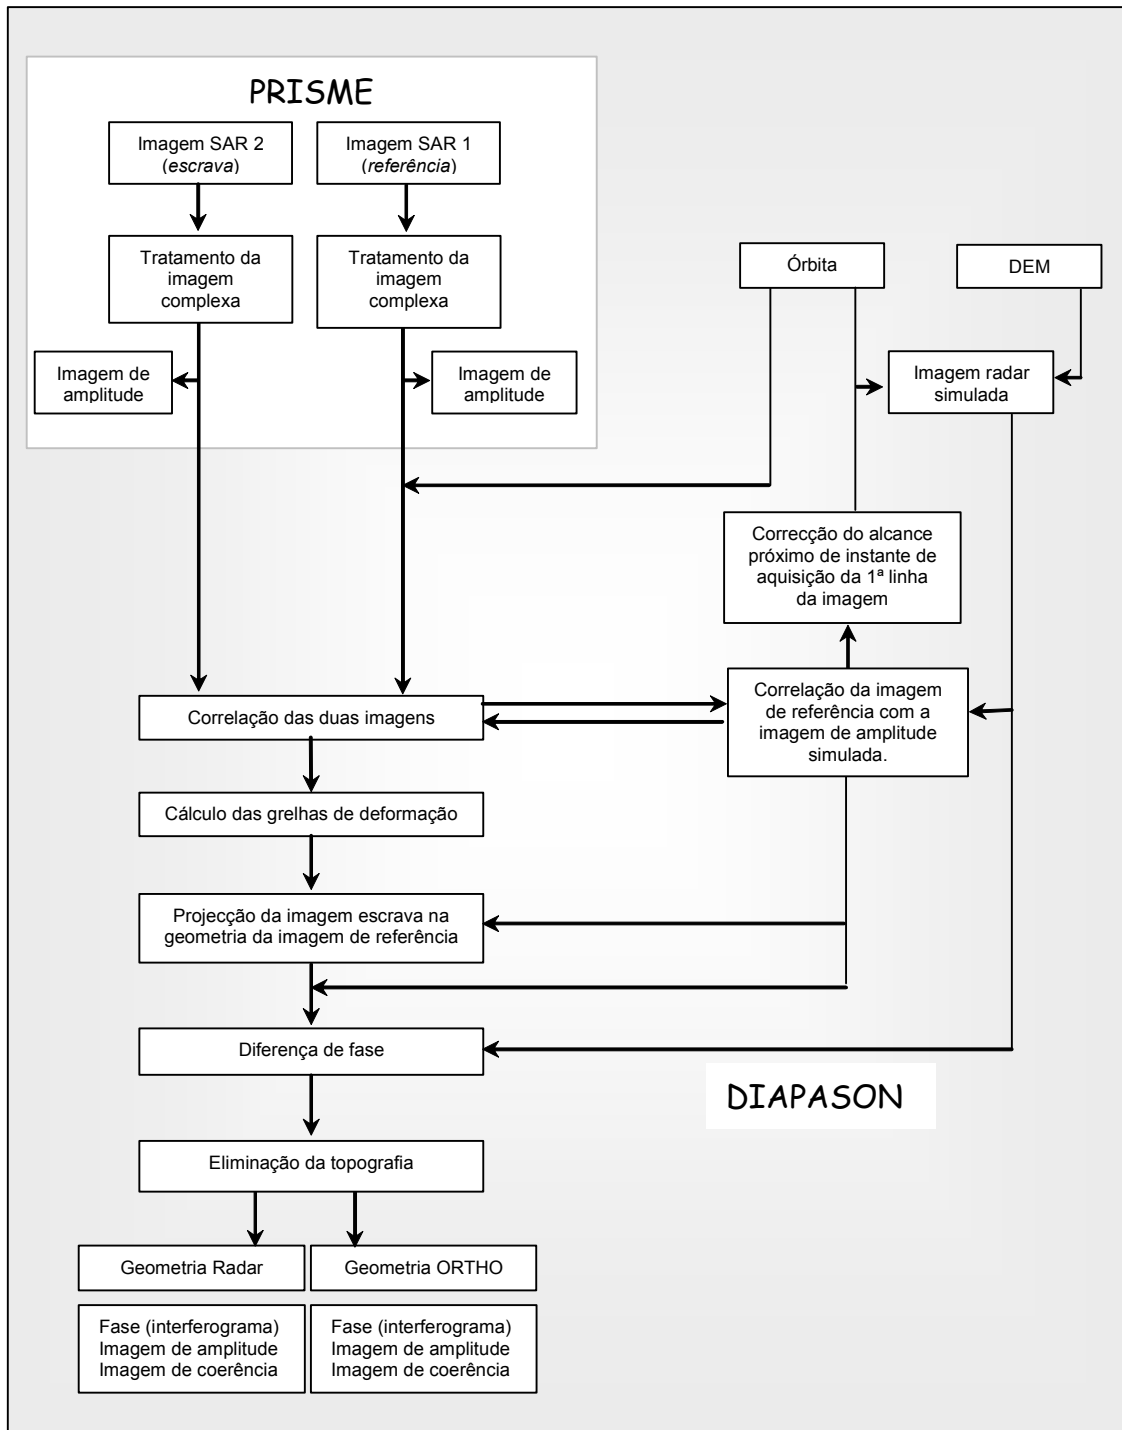 PRISME
Imagem SAR 2
(escrava)
Imagem SAR 1
(referência)
Tratamento da
imagem
complexa
Tratamento da
imagem
complexa
Órbita
DEM
Imagem de
amplitude
Imagem de
amplitude
Imagem radar
simulada
Correcção do alcance
próximo de instante de
aquisição da 1ª linha
da imagem
Correlação das duas imagens
Correlação da imagem
de referência com a
imagem de amplitude
simulada.
Cálculo das grelhas de deformação
Projecção da imagem escrava na
geometria da imagem de referência
Diferença de fase
DIAPASON
Eliminação da topografia
Geometria Radar
Geometria ORTHO
Fase (interferograma)
Imagem de amplitude
Imagem de coerência
Fase (interferograma)
Imagem de amplitude
Imagem de coerência